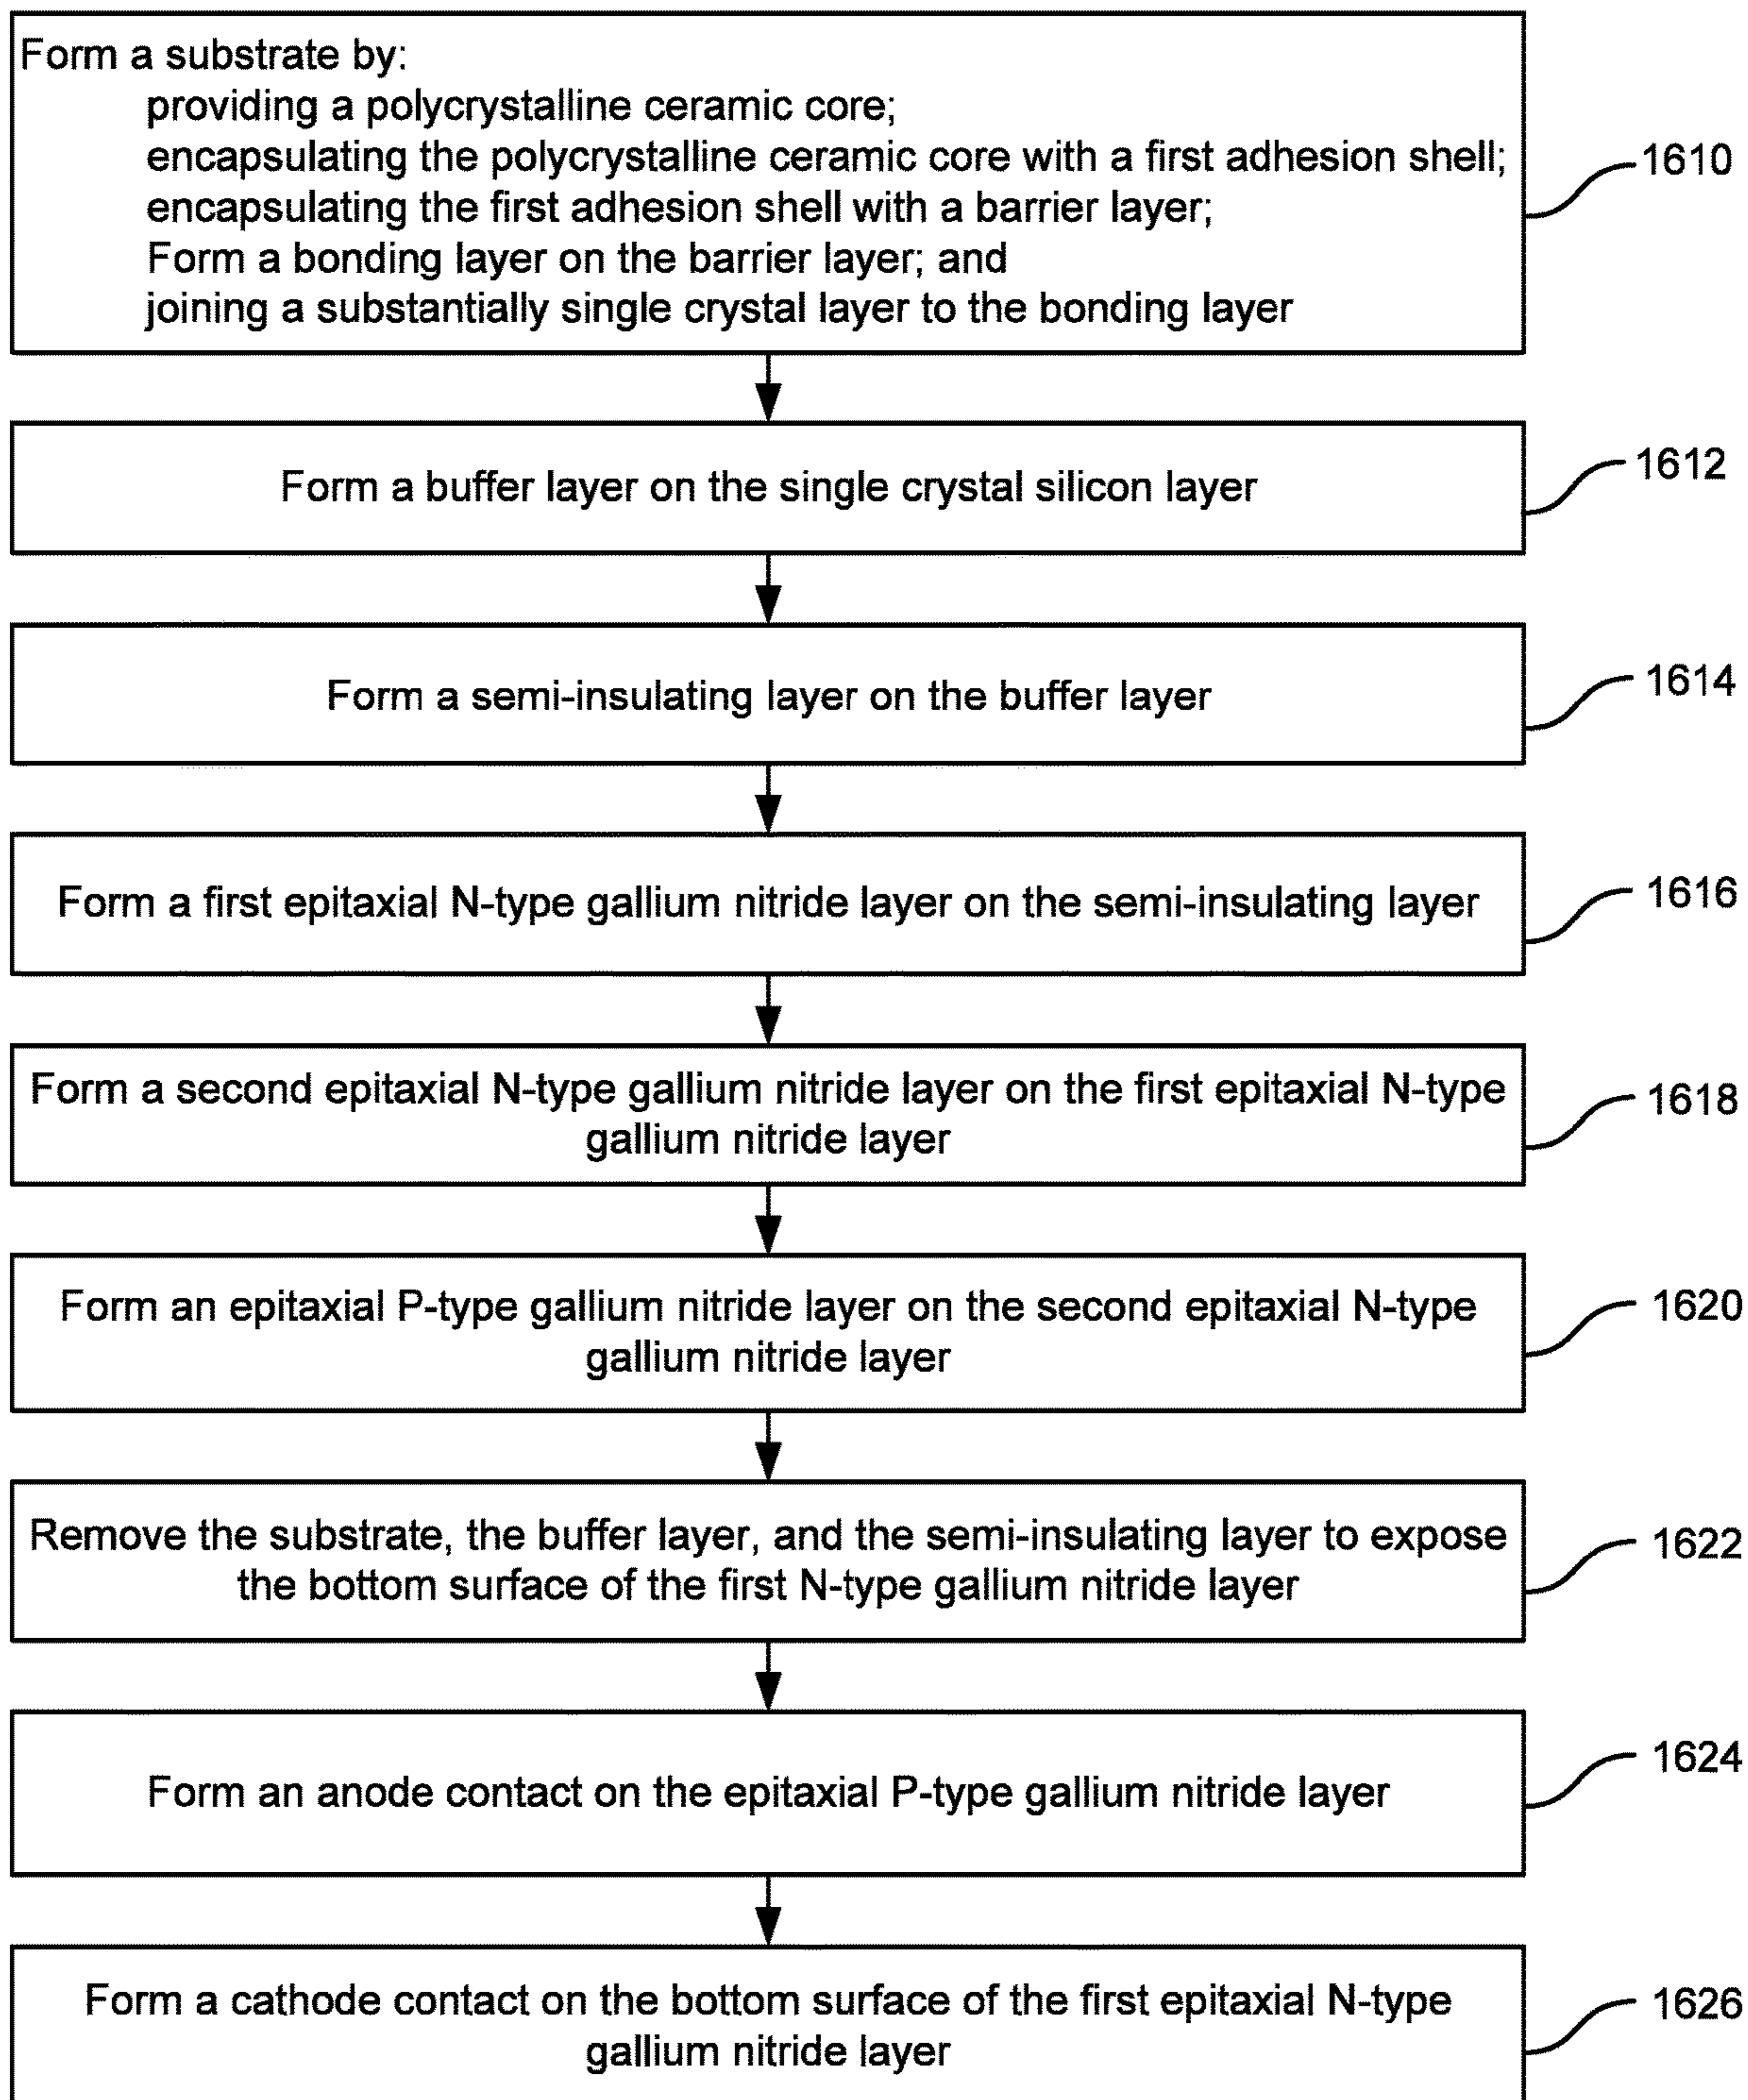 Form a substrate by:
providing a polycrystalline ceramic core;
encapsulating the polycrystalline ceramic core with a first adhesion shell;
encapsulating the first adhesion shell with a barrier layer;
Form a bonding layer on the barrier layer; and
joining a substantially single crystal layer to the bonding layer
1610
Form a buffer layer on the single crystal silicon layer
1612
Form a semi-insulating layer on the buffer layer
1614
Form a first epitaxial N-type gallium nitride layer on the semi-insulating layer
1616
Form a second epitaxial N-type gallium nitride layer on the first epitaxial N-type
gallium nitride layer
1618
Form an epitaxial P-type gallium nitride layer on the second epitaxial N-type
gallium nitride layer
1620
Remove the substrate, the buffer layer, and the semi-insulating layer to expose
the bottom surface of the first N-type gallium nitride layer
1622
Form an anode contact on the epitaxial P-type gallium nitride layer
1624
Form a cathode contact on the bottom surface of the first epitaxial N-type
gallium nitride layer
1626